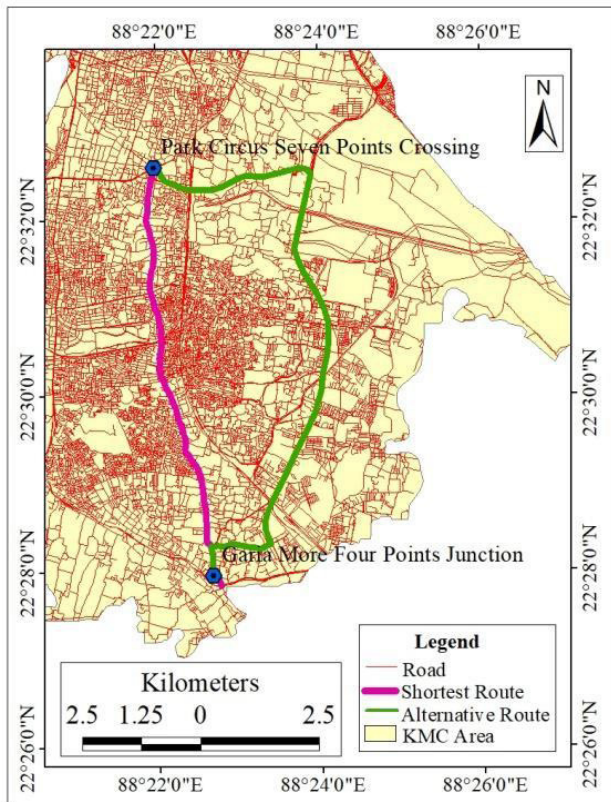 88°22'0"E 88°24'0"E 88°26'0"E
N
Park Circus Seven Points Crossing
22°32'0"N 22°32'0"N
22°30'0"N 22°30'0"N
Garia More Four Points Junction
22°28'0"N 22°28'0"N
Legend
Road
Shortest Route
Alternative Route
KMC Area
Kilometers
2.5 1.25 0 2.5
22°26'0"N 22°26'0"N
88°22'0"E 88°24'0"E 88°26'0"E